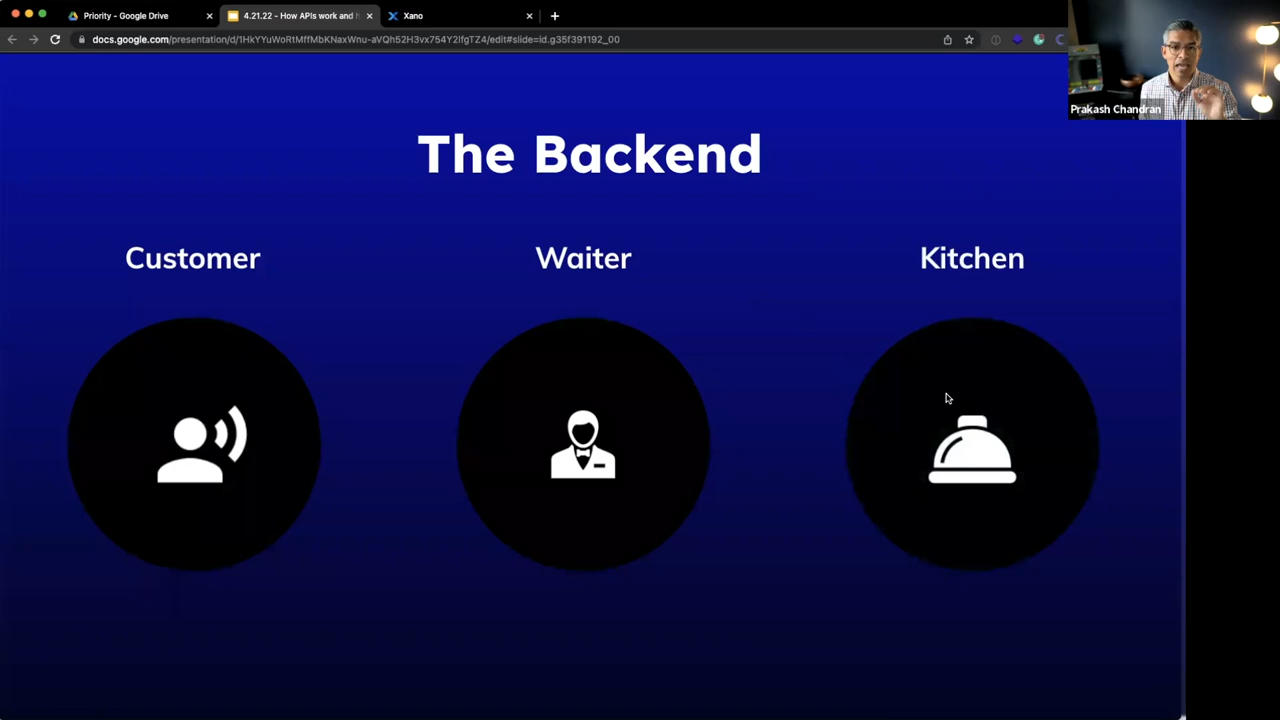 Priority - Google Drive
4.21.22 - How APIs work and h
Xano
docs.google.com/presentation/d/1HkYYuWoRtMffMbKNaxWnu-aVQh52H3vx754Y2lfgTZ4/edit#slide=id.g35f391192_00
Prakash Chandran
The Backend
Customer
Waiter
Kitchen